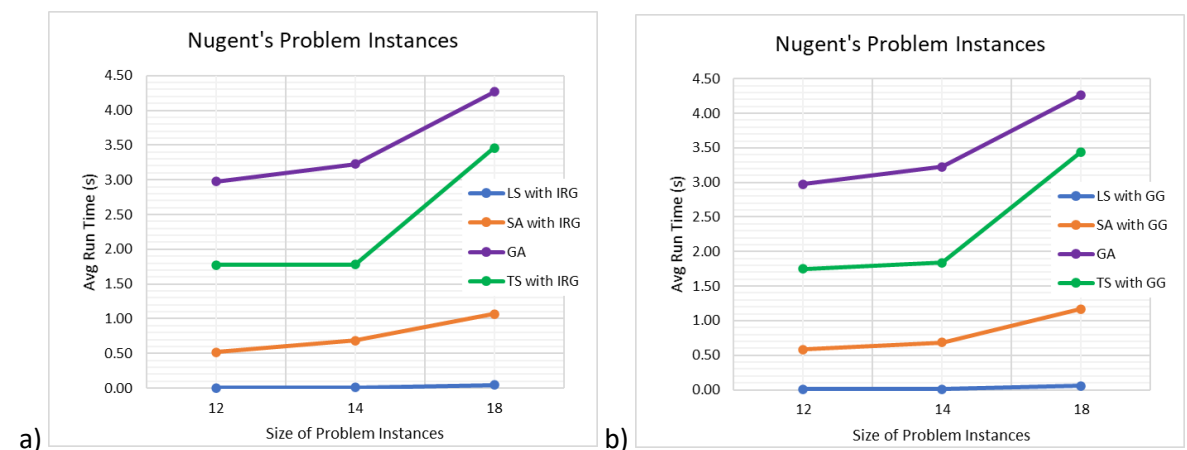 Nugent's Problem Instances
Avg Run Time (s)
4.50
4.00
3.50
3.00
2.50
2.00
1.50
1.00
0.50
0.00
12
14
18
Size of Problem Instances
LS with IRG
SA with IRG
GA
TS with IRG
a)
Nugent's Problem Instances
Avg Run Time (s)
4.50
4.00
3.50
3.00
2.50
2.00
1.50
1.00
0.50
0.00
12
14
18
Size of Problem Instances
LS with GG
SA with GG
GA
TS with GG
b)